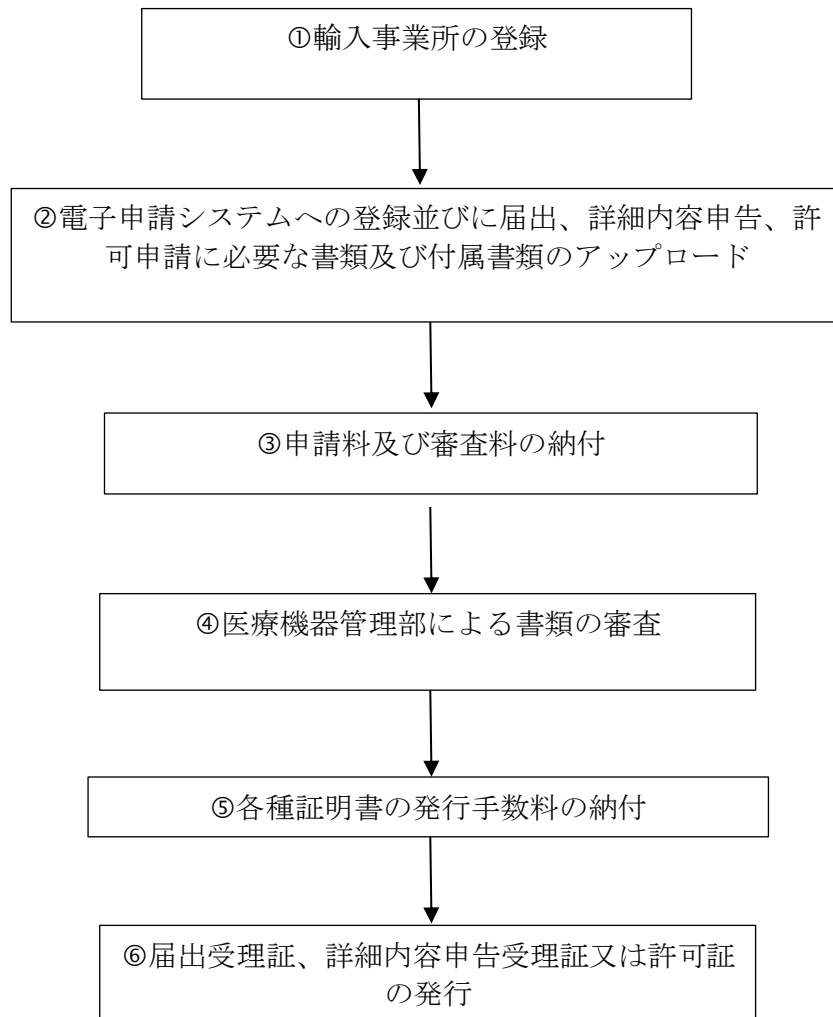 ①輸入事業所の登録
②電子申請システムへの登録並びに届出、詳細内容申告、許
可申請に必要な書類及び付属書類のアップロード
③申請料及び審査料の納付
④医療機器管理部による書類の審査
⑤各種証明書の発行手数料の納付
⑥届出受理証、詳細内容申告受理証又は許可証
の発行